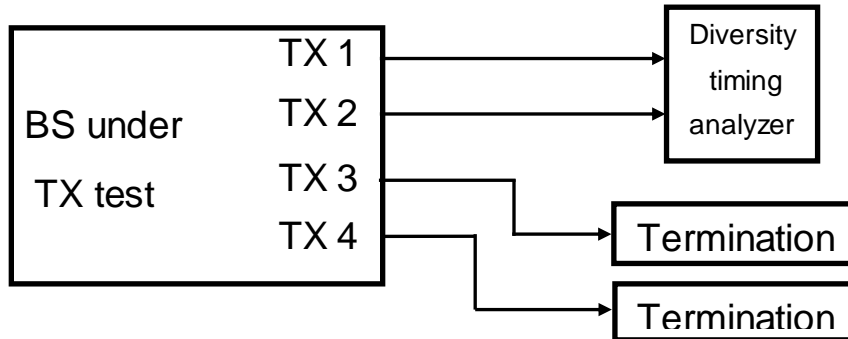 BS under
TX test
TX 1
TX 2
TX 3
TX 4
Diversity
timing
analyzer
Termination
Termination